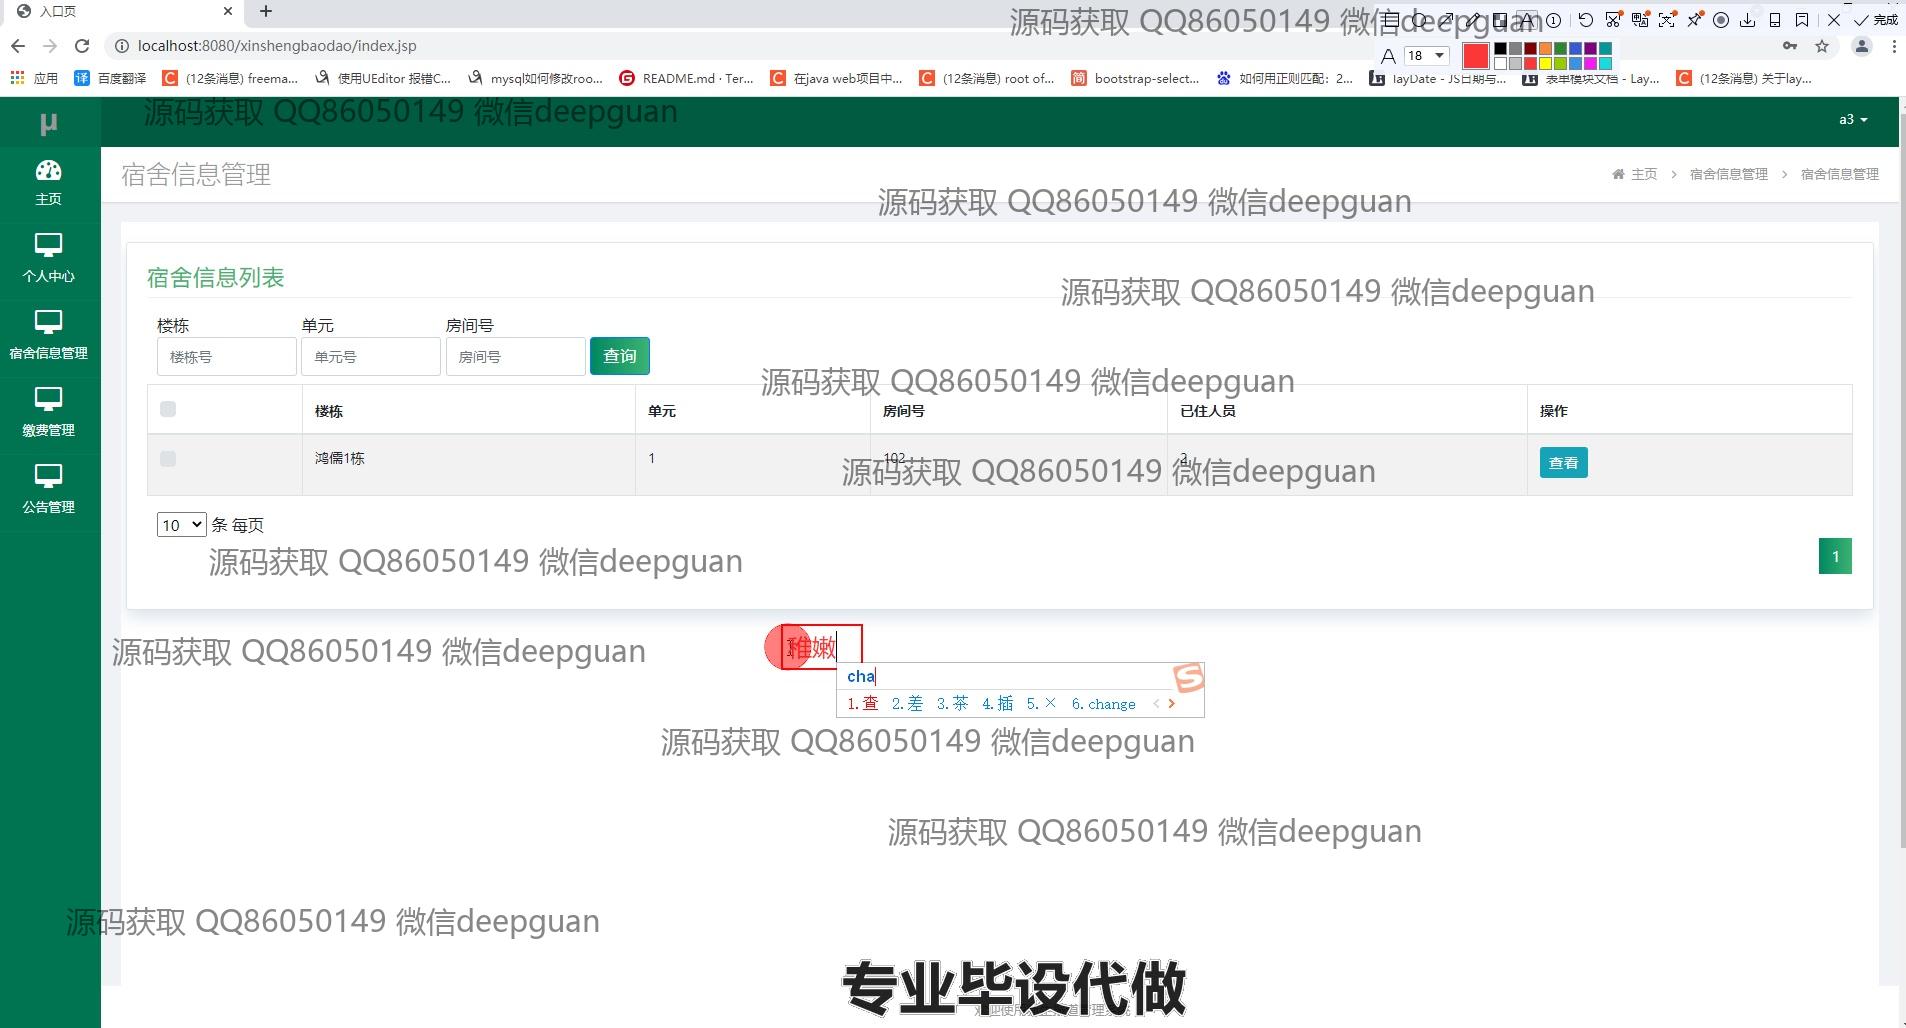 入口页
源码获取 QQ86050149 微信deepguan
完成
localhost:8080/xinshengbaodao/index.jsp
18
应用
百度翻译
(12条消息) freema...
使用UEditor 报错C...
mysql如何修改roo...
README.md · Ter...
在java web项目中...
(12条消息) root of...
bootstrap-select...
如何用正则匹配：2...
layDate - JS日期与...
表单模块文档 - Lay...
(12条消息) 关于lay...
μ
源码获取 QQ86050149 微信deepguan
a3
主页
宿舍信息管理
主页 > 宿舍信息管理 > 宿舍信息管理
源码获取 QQ86050149 微信deepguan
个人中心
宿舍信息列表
源码获取 QQ86050149 微信deepguan
楼栋 单元 房间号
宿舍信息管理
楼栋号 单元号 房间号 查询
源码获取 QQ86050149 微信deepguan
楼栋 单元 房间号 已住人员 操作
缴费管理
鸿儒1栋 1 102 2 查看
源码获取 QQ86050149 微信deepguan
公告管理
10 条 每页
1
源码获取 QQ86050149 微信deepguan
稚嫩
源码获取 QQ86050149 微信deepguan
cha
1.查 2.差 3.茶 4.插 5.× 6.change
源码获取 QQ86050149 微信deepguan
源码获取 QQ86050149 微信deepguan
源码获取 QQ86050149 微信deepguan
专业毕设代做